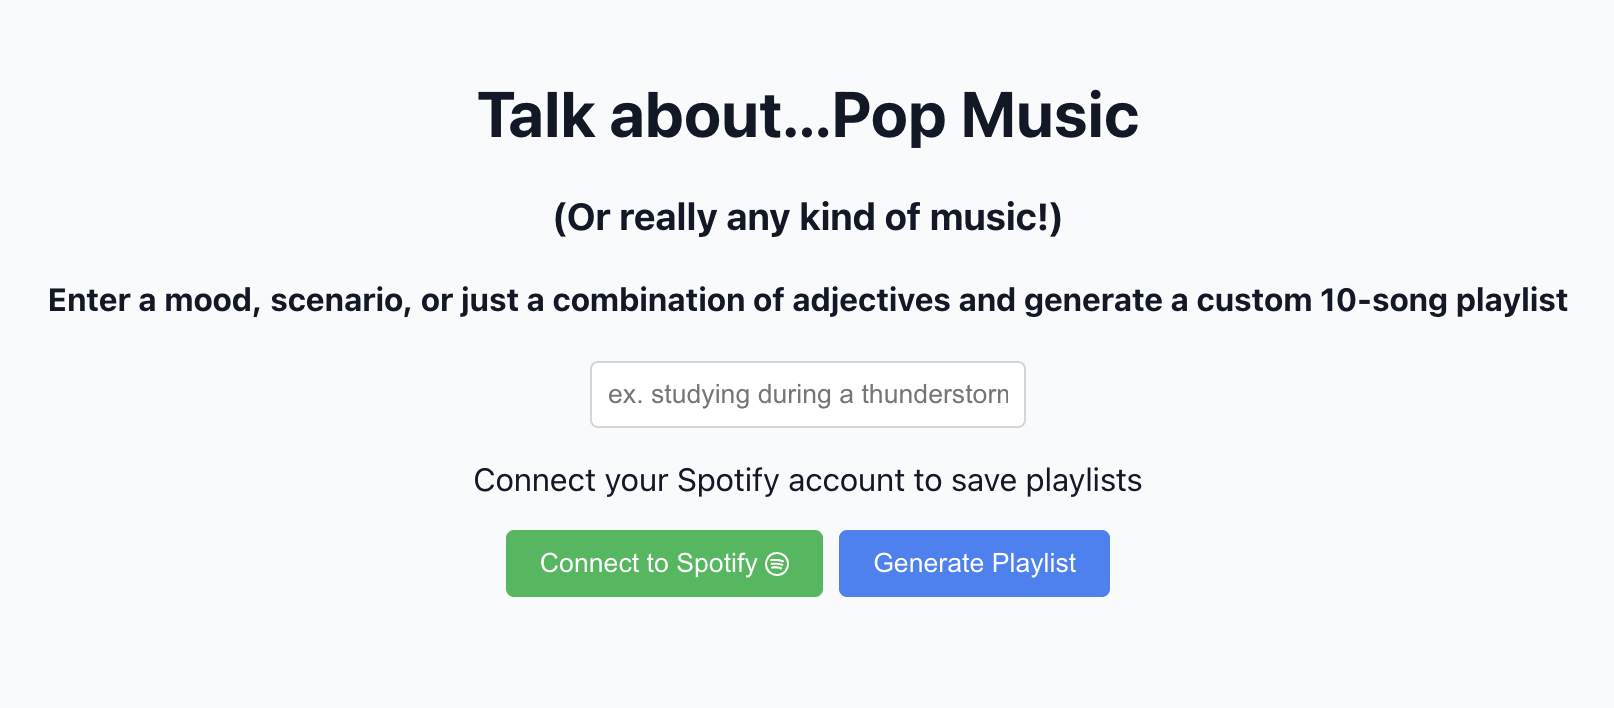 Talk about...Pop Music
(Or really any kind of music!)
Enter a mood, scenario, or just a combination of adjectives and generate a custom 10-song playlist
ex. studying during a thunderstorm
Connect your Spotify account to save playlists
Connect to Spotify
Generate Playlist